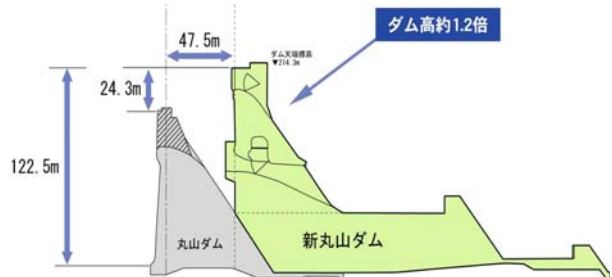 47.5m
ダム高約1.2倍
ダム天端標高
▼214.3m
24.3m
122.5m
丸山ダム
新丸山ダム